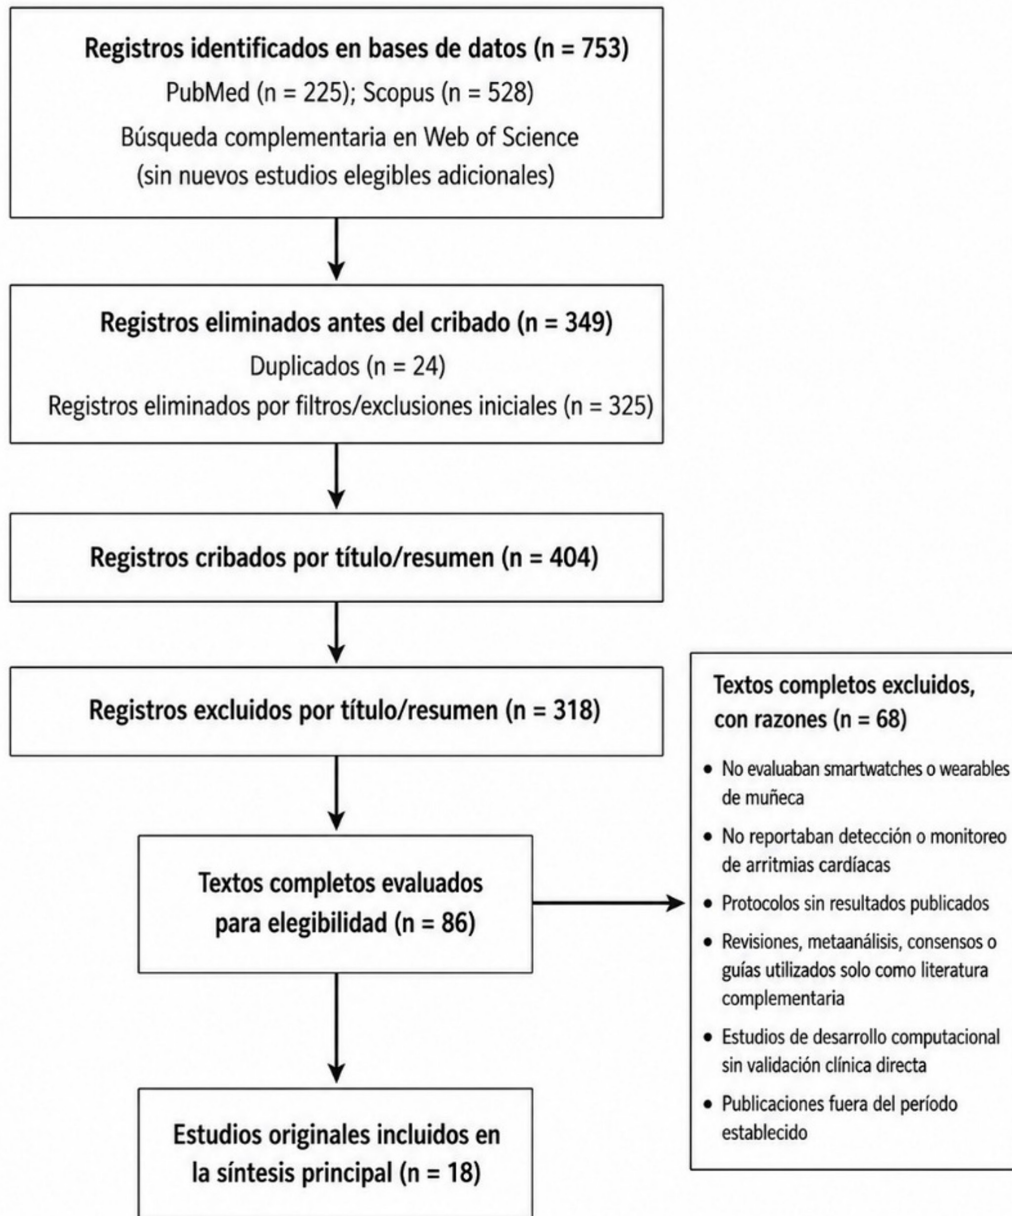 Registros identificados en bases de datos (n = 753)
PubMed (n = 225); Scopus (n = 528)
Búsqueda complementaria en Web of Science
(sin nuevos estudios elegibles adicionales)
Registros eliminados antes del cribado (n = 349)
Duplicados (n = 24)
Registros eliminados por filtros/exclusiones iniciales (n = 325)
Registros cribados por título/resumen (n = 404)
Registros excluidos por título/resumen (n = 318)
Textos completos evaluados
para elegibilidad (n = 86)
Textos completos excluidos,
con razones (n = 68)
• No evaluaban smartwatches o wearables
de muñeca
• No reportaban detección o monitoreo
de arritmias cardíacas
• Protocolos sin resultados publicados
• Revisiones, metaanálisis, consensos o
guías utilizados solo como literatura
complementaria
• Estudios de desarrollo computacional
sin validación clínica directa
• Publicaciones fuera del período
establecido
Estudios originales incluidos en
la síntesis principal (n = 18)